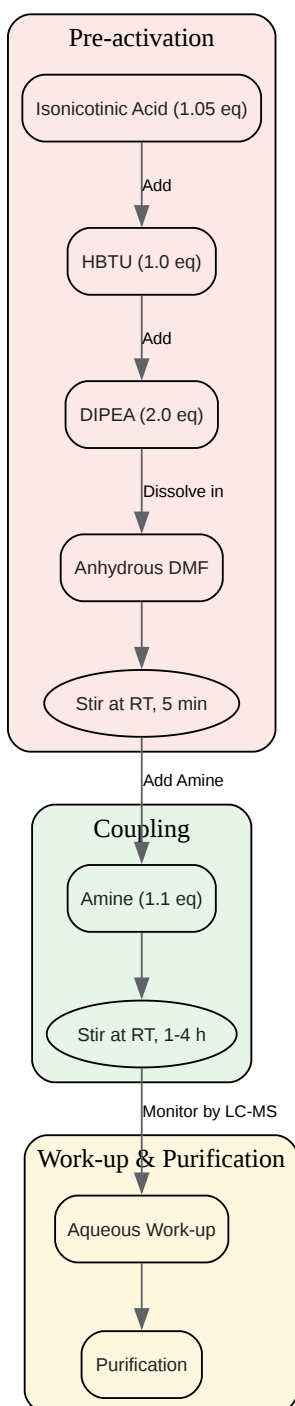 Pre-activation
Isonicotinic Acid (1.05 eq)
Add
HBTU (1.0 eq)
Add
DIPEA (2.0 eq)
Dissolve in
Anhydrous DMF
Stir at RT, 5 min
Add Amine
Coupling
Amine (1.1 eq)
Stir at RT, 1-4 h
Monitor by LC-MS
Work-up & Purification
Aqueous Work-up
Purification